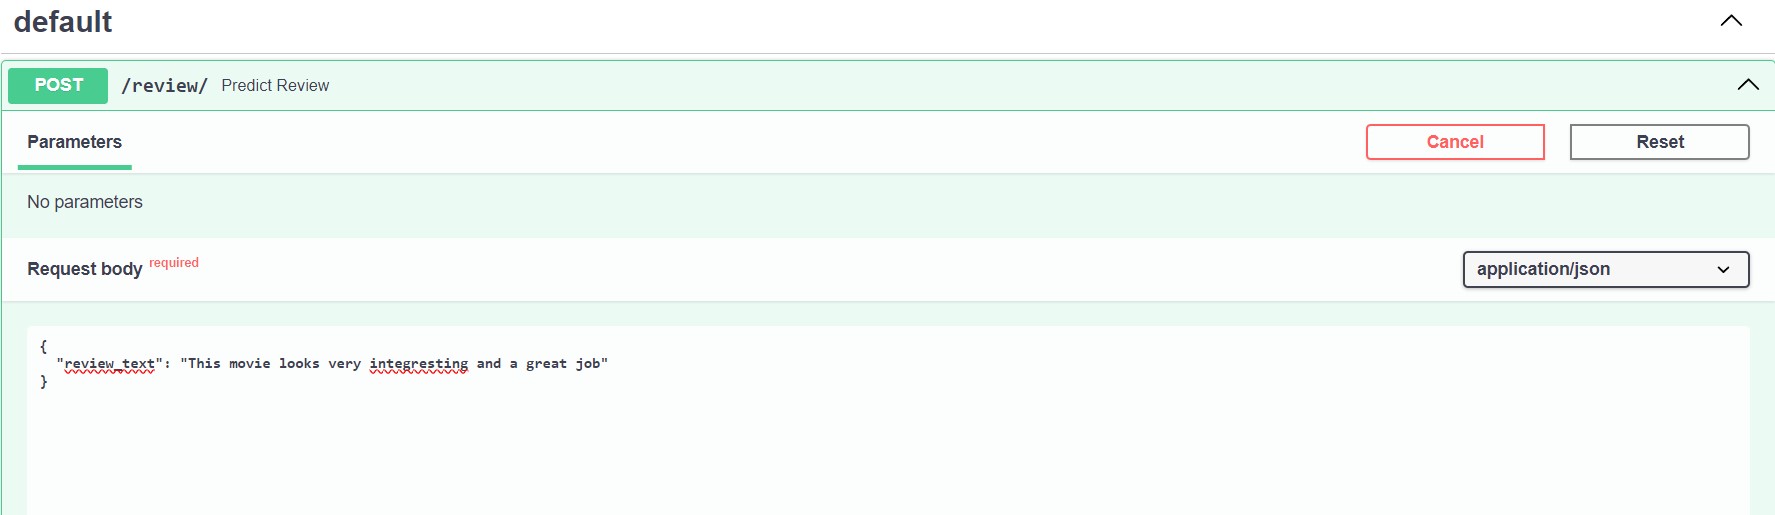 default
POST /review/ Predict Review
Parameters Cancel Reset
No parameters
Request body required application/json
{
"review_text": "This movie looks very integresting and a great job"
}